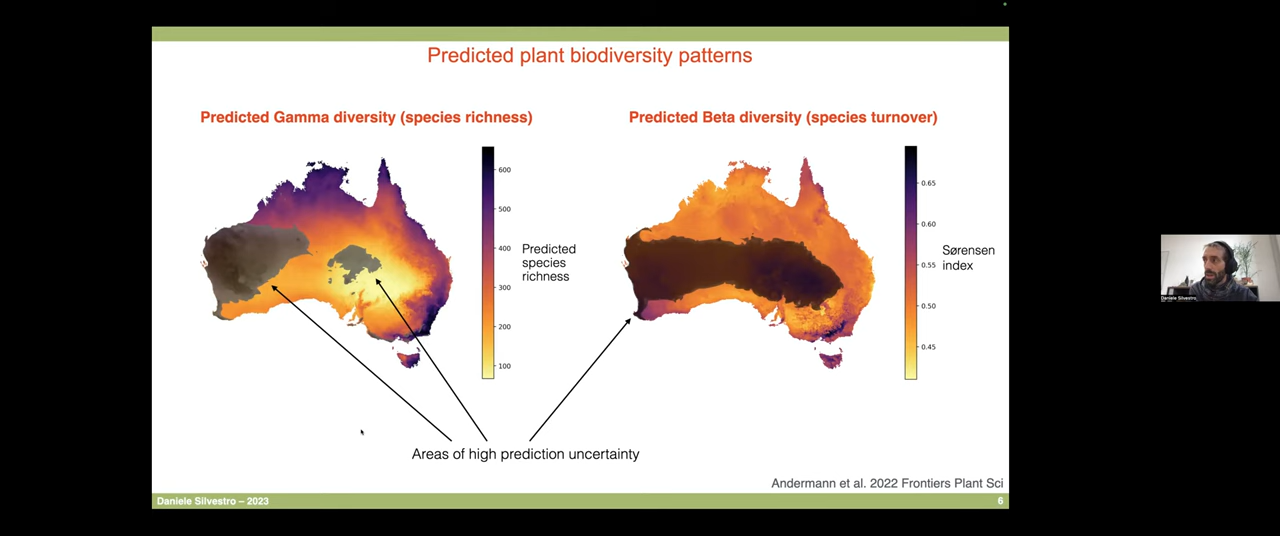 Predicted plant biodiversity patterns
Predicted Gamma diversity (species richness)
600
500
400
300
200
100
Predicted
species
richness
Predicted Beta diversity (species turnover)
0.65
0.60
0.55
0.50
0.45
Sørensen
index
Areas of high prediction uncertainty
Andermann et al. 2022 Frontiers Plant Sci
Daniele Silvestro – 2023
6
Daniele Silvestro